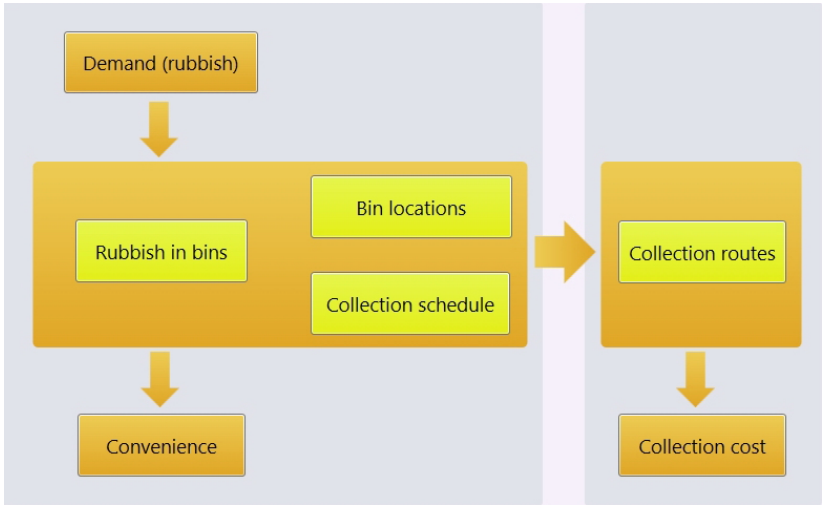 Demand (rubbish)
Rubbish in bins
Bin locations
Collection schedule
Convenience
Collection routes
Collection cost